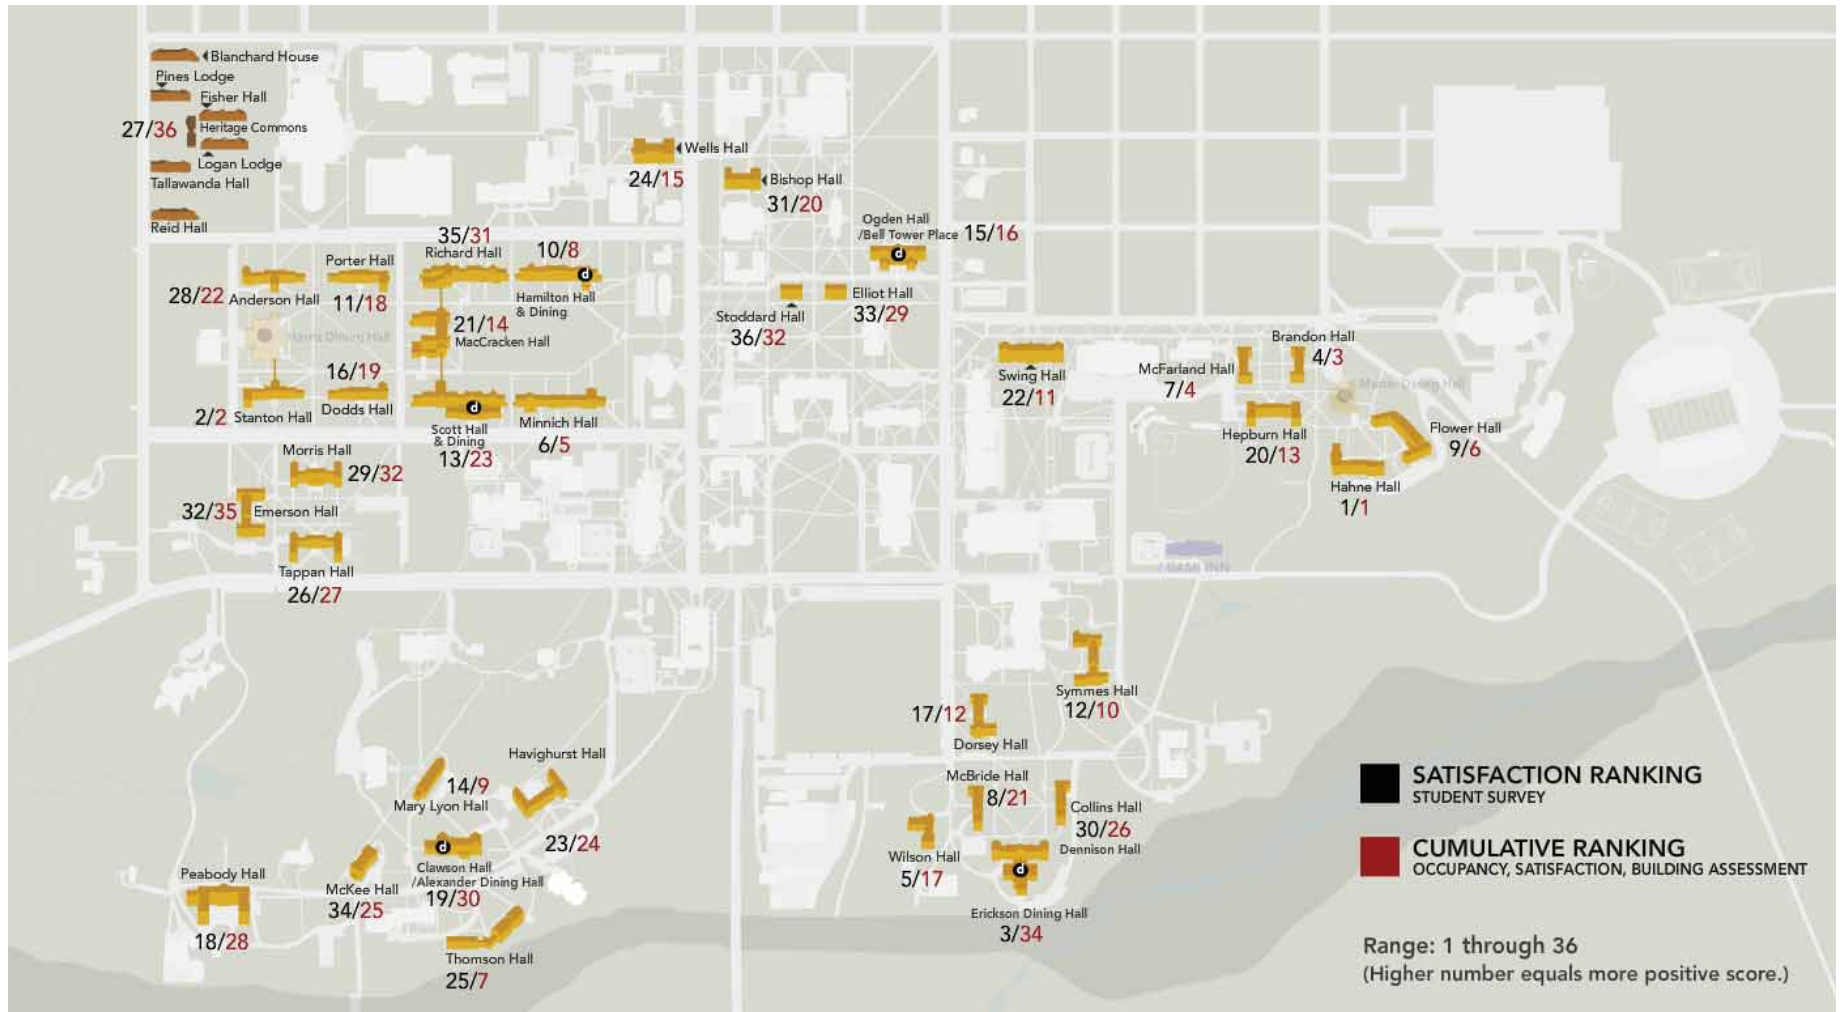 Blanchard House
Pines Lodge
Fisher Hall
27/36
Heritage Commons
Logan Lodge
Tallawanda Hall
Reid Hall
Wells Hall
24/15
Bishop Hall
31/20
Ogden Hall
/Bell Tower Place
15/16
35/31
Richard Hall
10/8
d
Hamilton Hall
& Dining
Porter Hall
11/18
28/22
Anderson Hall
Harris Dining Hall
21/14
MacCracken Hall
d
Elliot Hall
33/29
Stoddard Hall
36/32
16/19
Dodds Hall
2/2
Stanton Hall
d
Scott Hall
& Dining
13/23
Minnich Hall
6/5
Swing Hall
22/11
Brandon Hall
4/3
McFarland Hall
7/4
Martin Dining Hall
Hepburn Hall
20/13
Flower Hall
9/6
Hahne Hall
1/1
Morris Hall
29/32
32/35
Emerson Hall
Tappan Hall
26/27
MIAMI INN
Symmes Hall
12/10
17/12
Dorsey Hall
McBride Hall
8/21
Collins Hall
30/26
Dennison Hall
Wilson Hall
5/17
d
Erickson Dining Hall
3/34
Havighurst Hall
23/24
14/9
Mary Lyon Hall
d
Clawson Hall
/Alexander Dining Hall
19/30
McKee Hall
34/25
Peabody Hall
18/28
Thomson Hall
25/7
SATISFACTION RANKING
STUDENT SURVEY
CUMULATIVE RANKING
OCCUPANCY, SATISFACTION, BUILDING ASSESSMENT
Range: 1 through 36
(Higher number equals more positive score.)